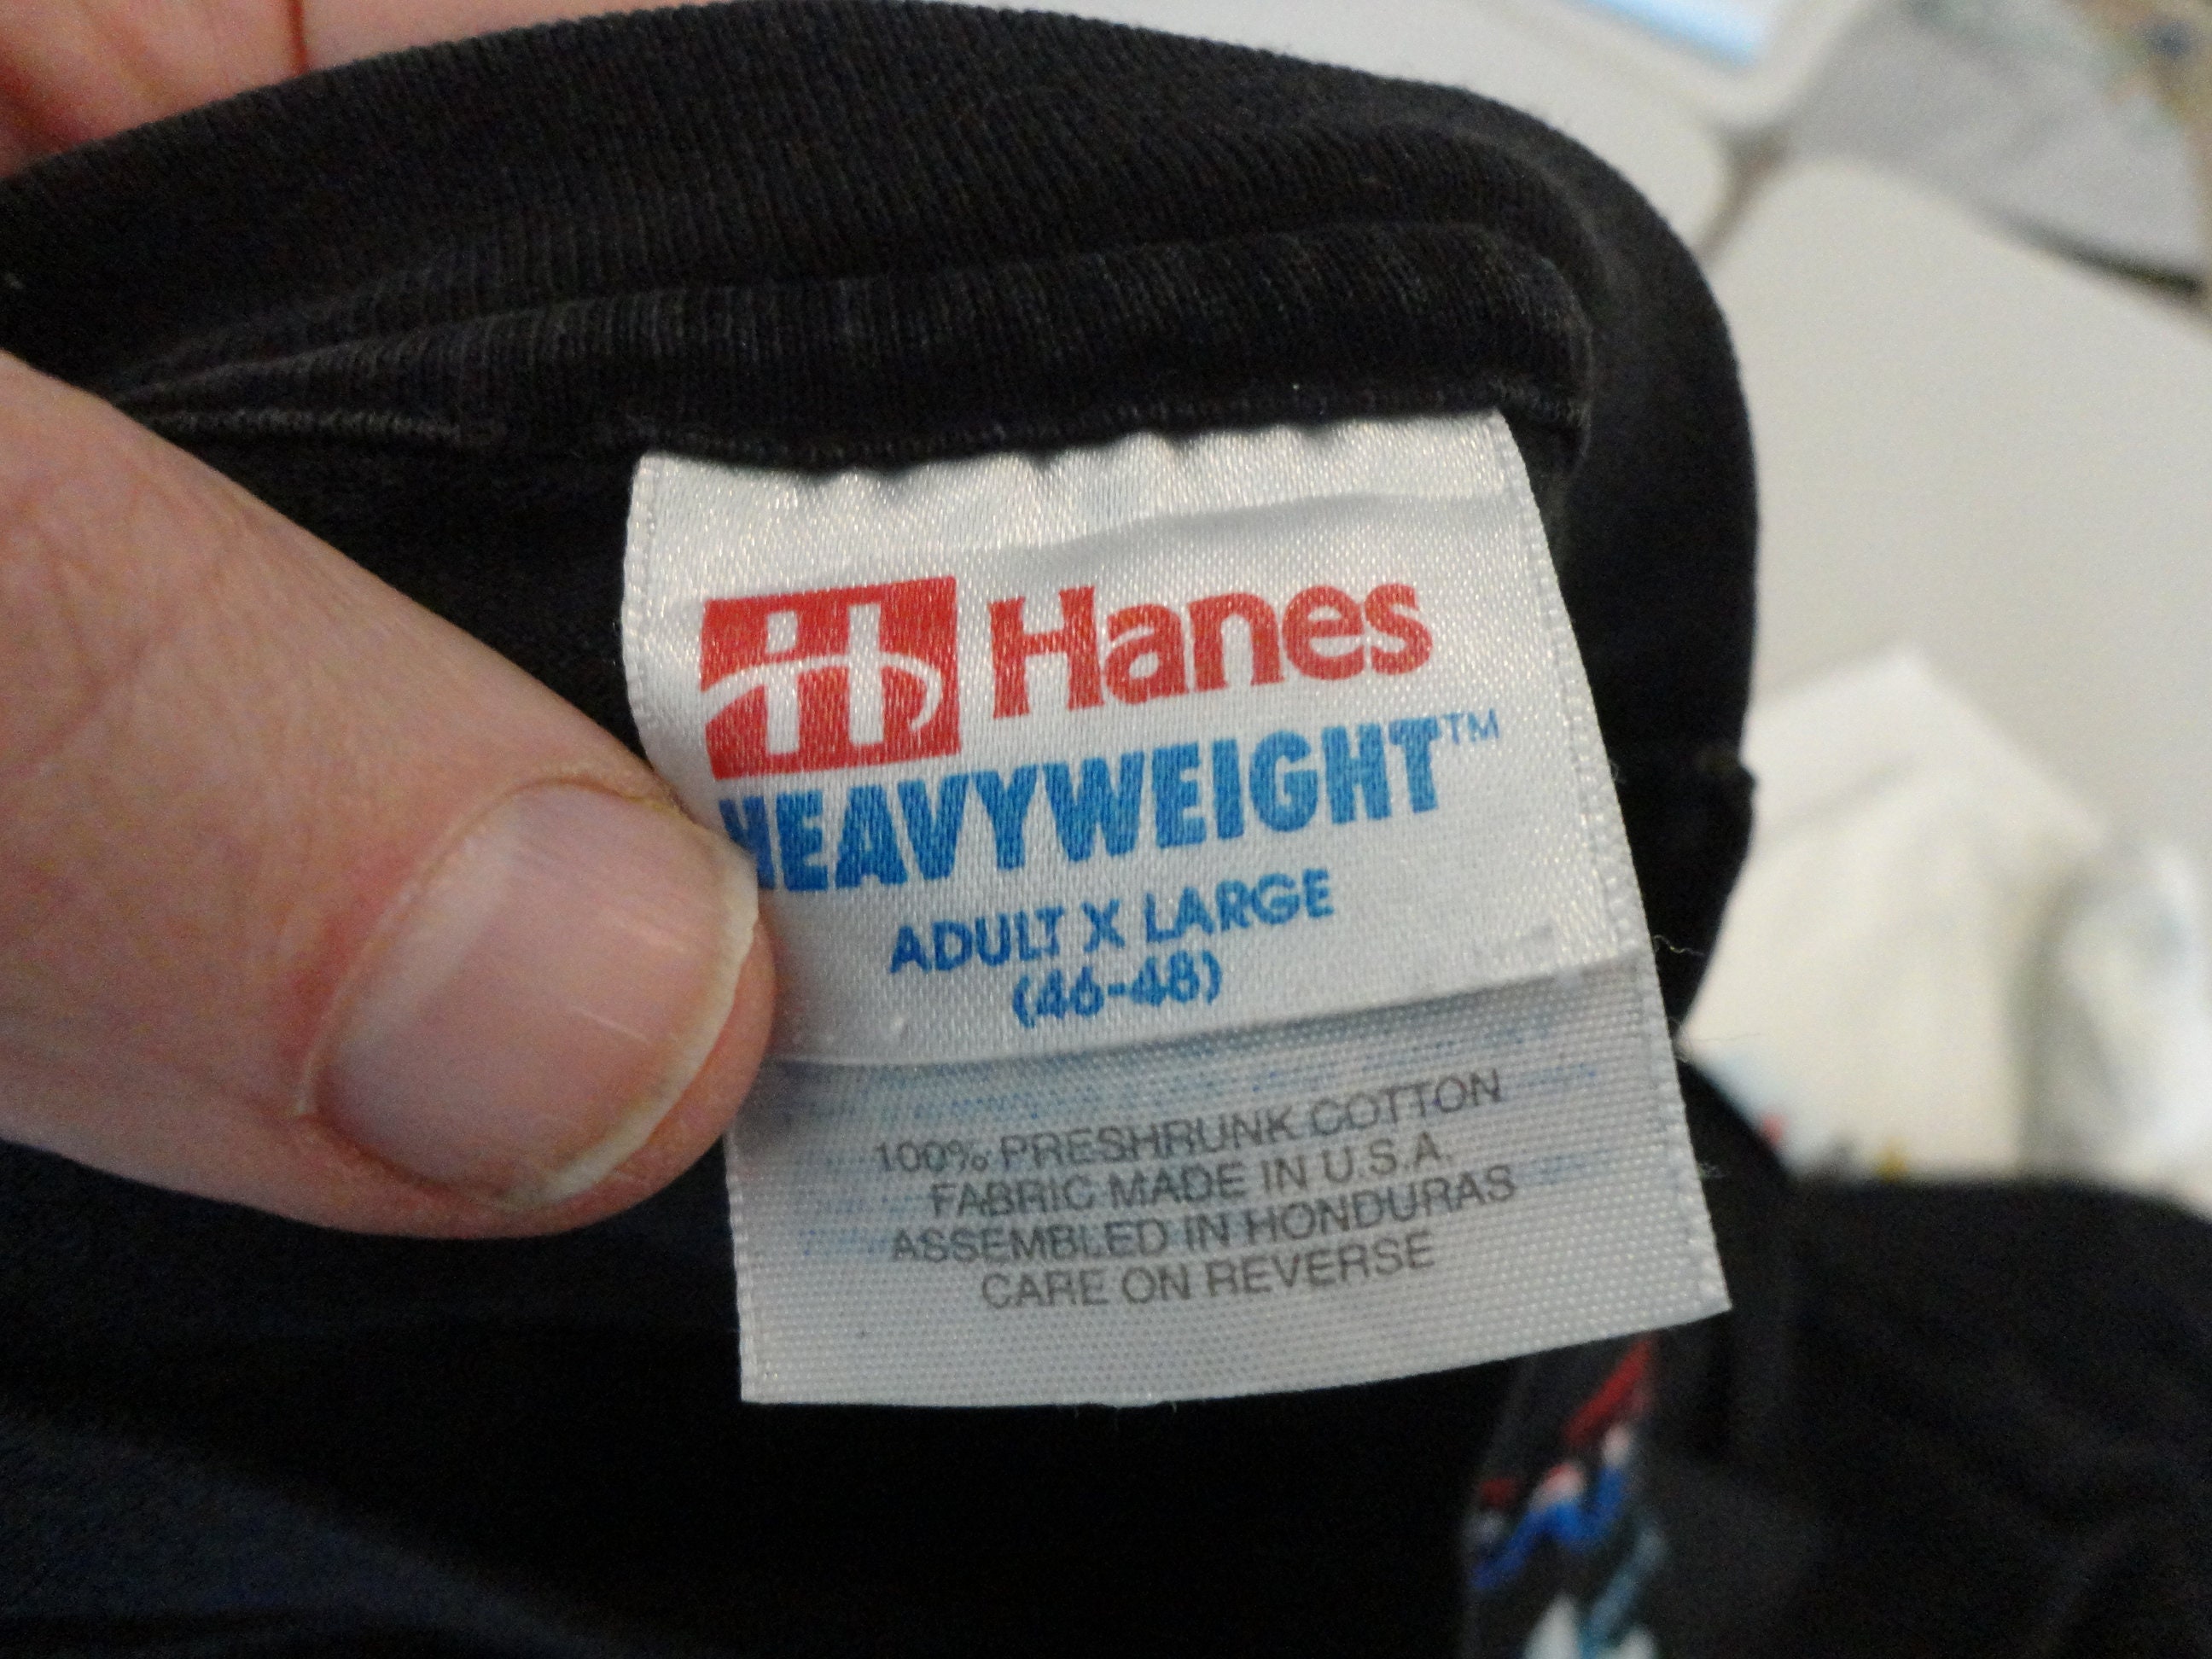 Hanes
HEAVYWEIGHT™
ADULT X LARGE
(46-48)
100% PRESHRUNK COTTON
FABRIC MADE IN U.S.A.
ASSEMBLED IN HONDURAS
CARE ON REVERSE